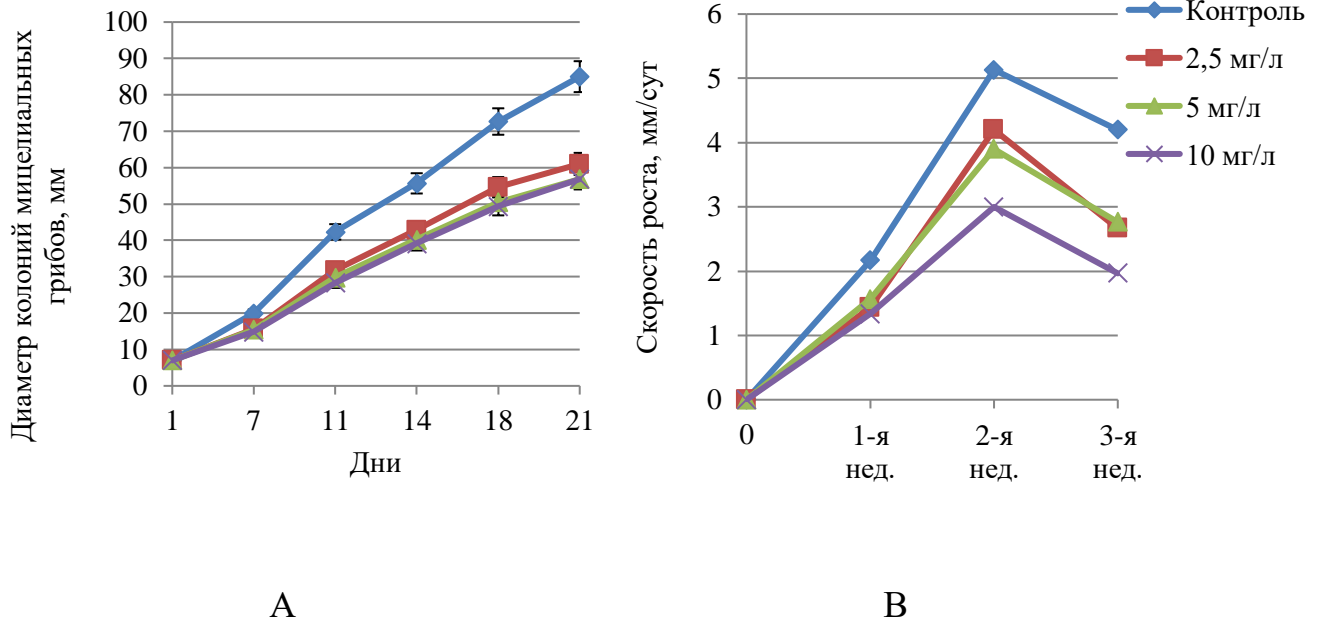 Диаметр колоний мицелиальных
грибов, мм
100
90
80
70
60
50
40
30
20
10
0
1 7 11 14 18 21
Дни
А
Скорость роста, мм/сут
6
5
4
3
2
1
0
0 1-я 2-я 3-я
нед. нед. нед.
Контроль
2,5 мг/л
5 мг/л
10 мг/л
В